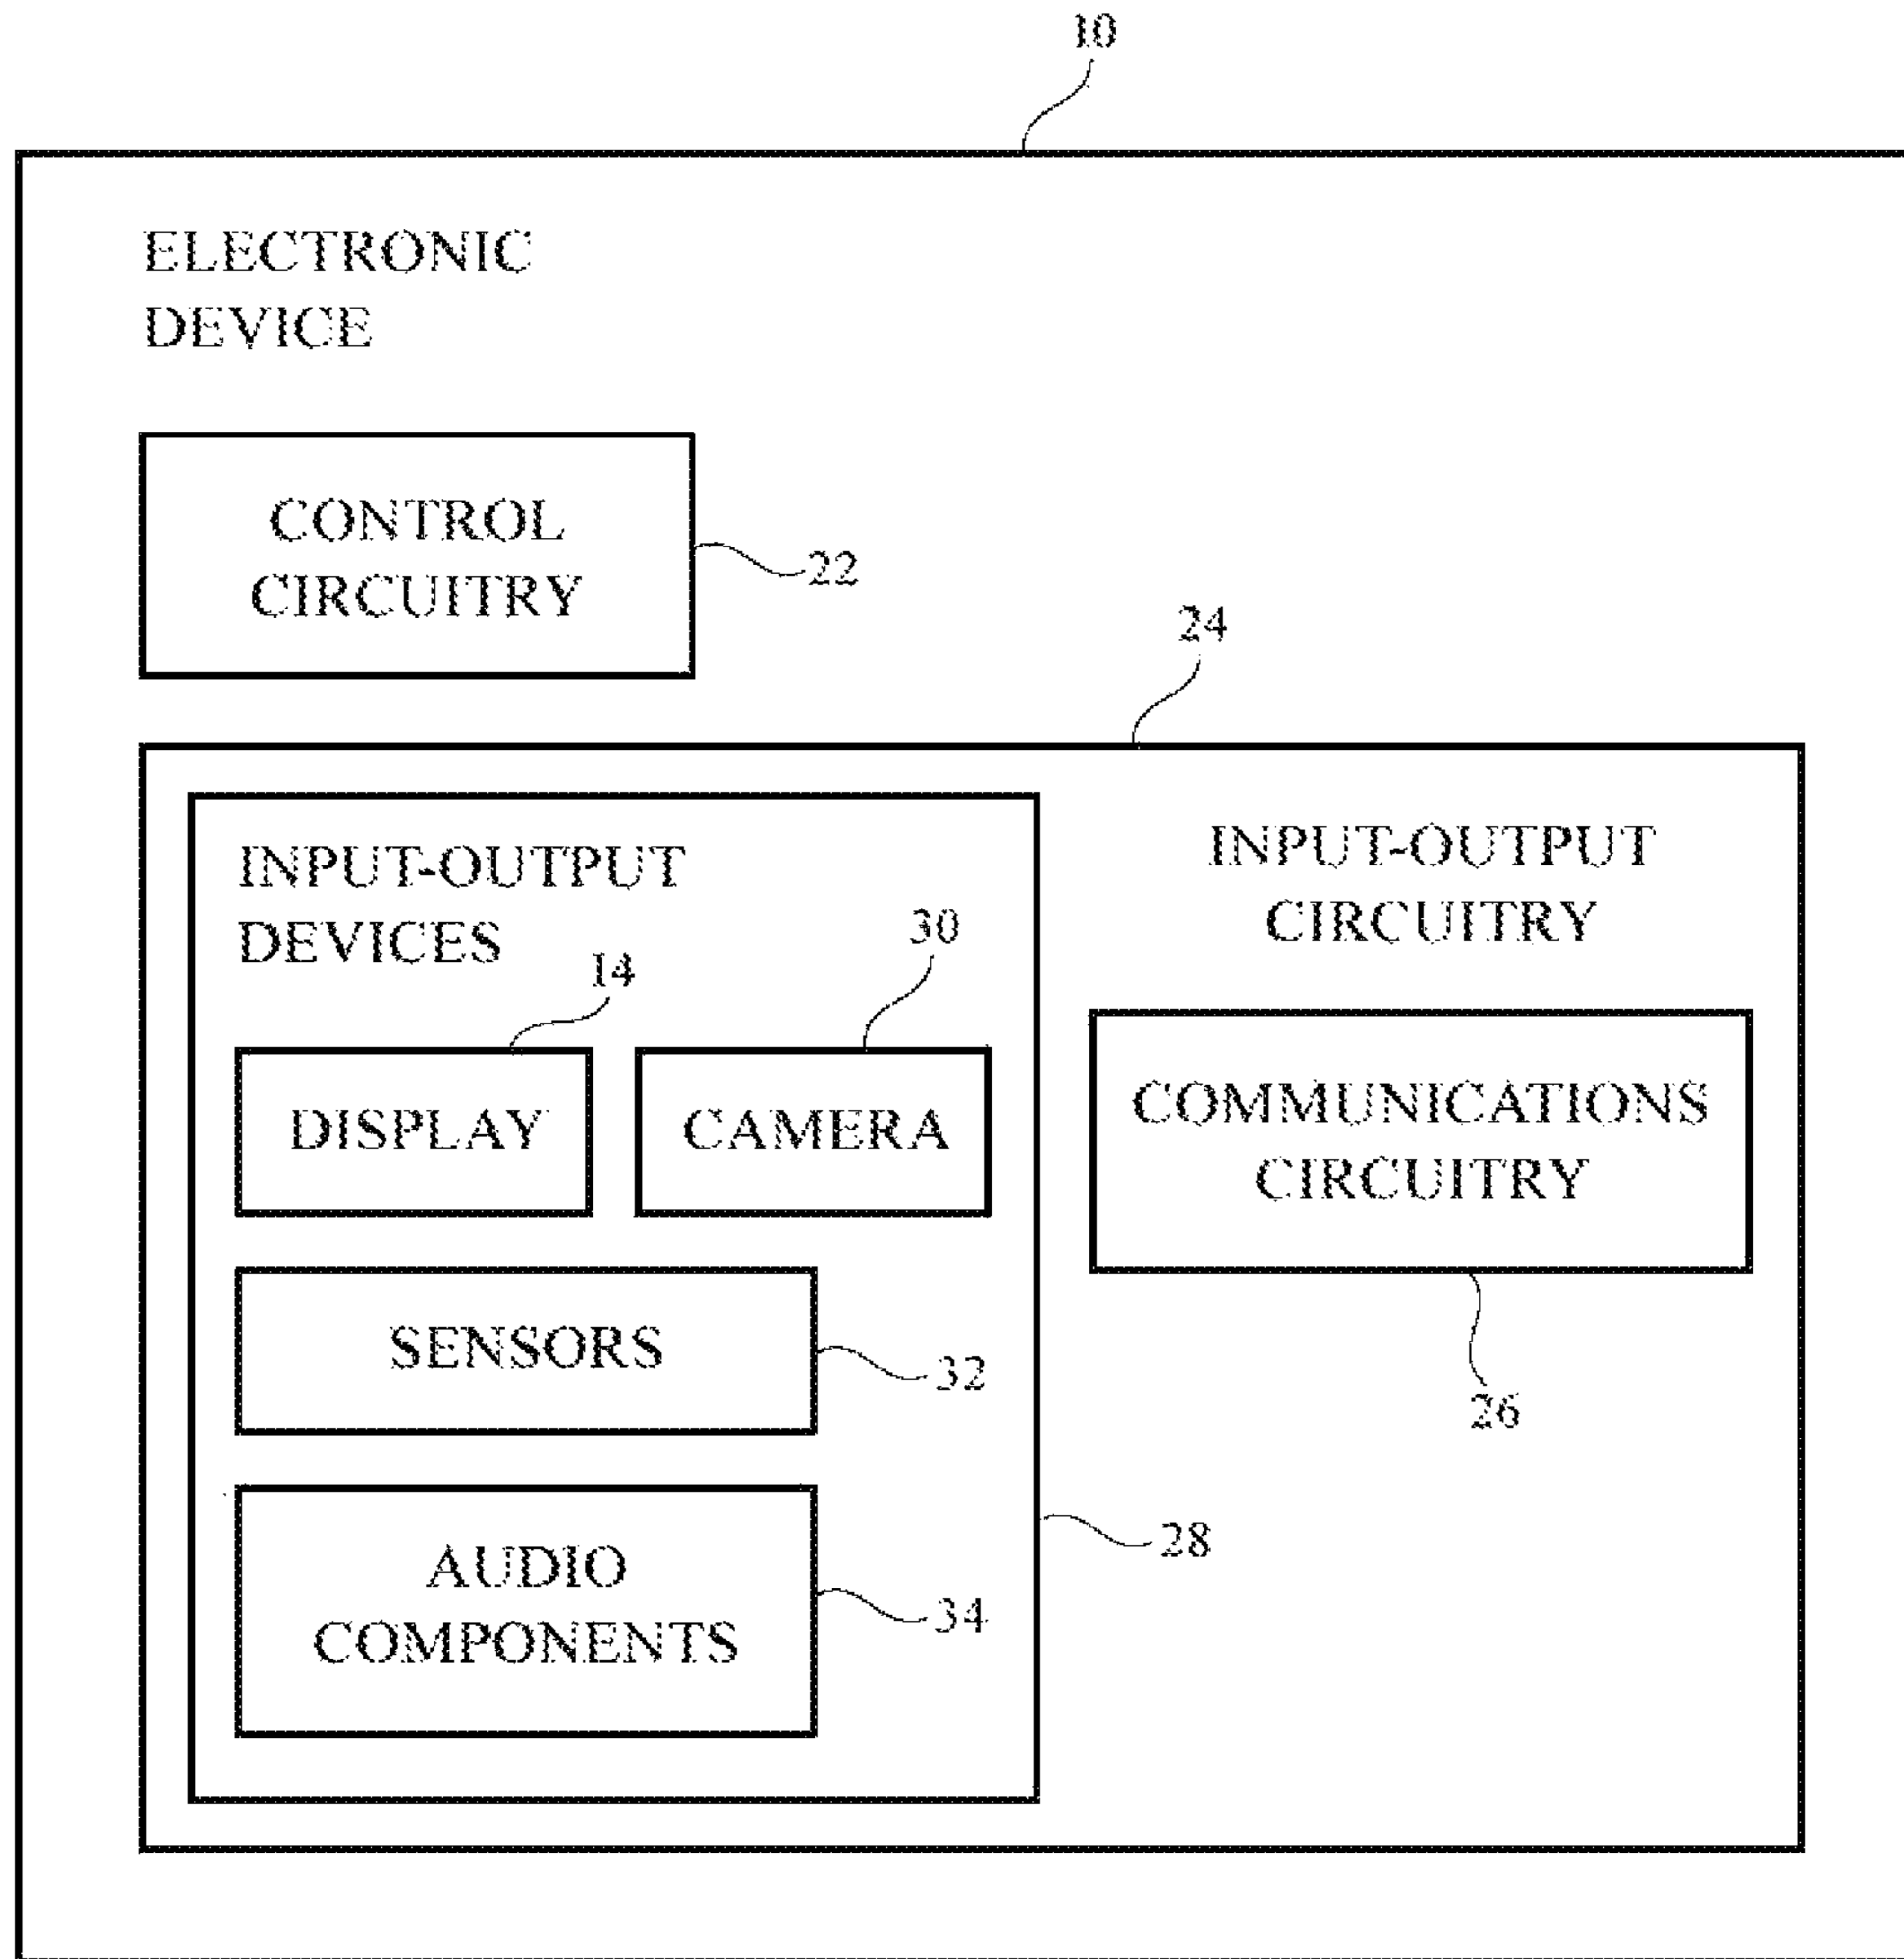 10
ELECTRONIC
DEVICE
CONTROL
CIRCUITRY
22
24
INPUT-OUTPUT
DEVICES
INPUT-OUTPUT
CIRCUITRY
14
30
DISPLAY
CAMERA
COMMUNICATIONS
CIRCUITRY
SENSORS
32
26
AUDIO
COMPONENTS
34
28